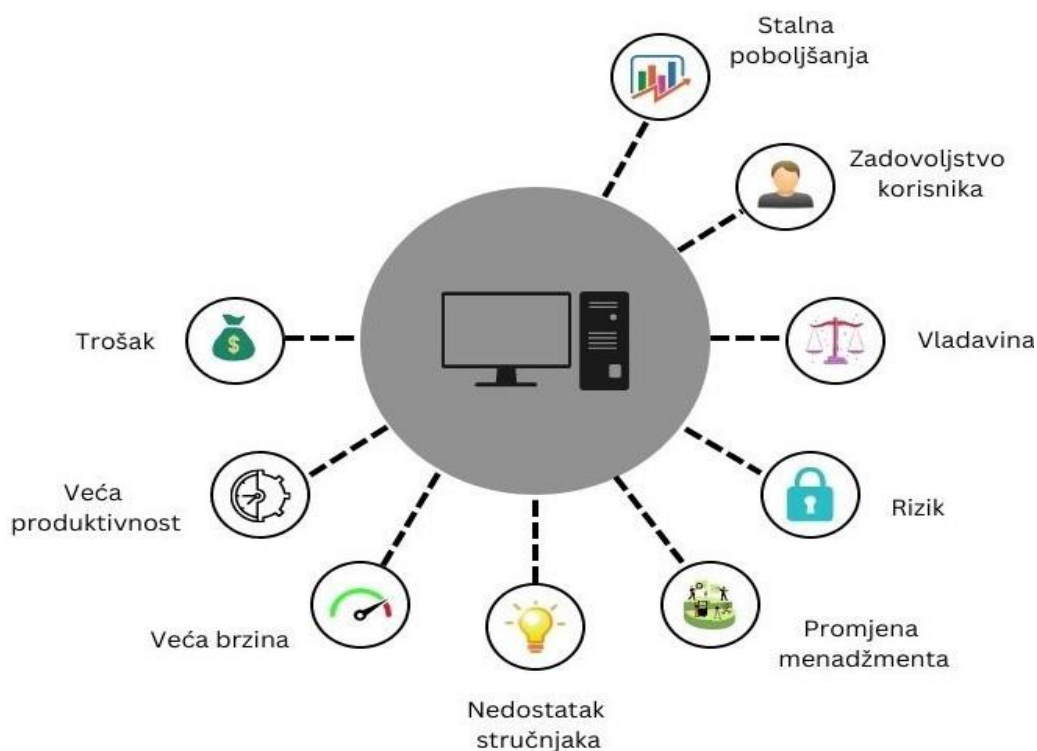 Stalna
poboljšanja
Zadovoljstvo
korisnika
Trošak
$
Vladavina
Veća
produktivnost
Rizik
Veća brzina
Promjena
menadžmenta
Nedostatak
stručnjaka